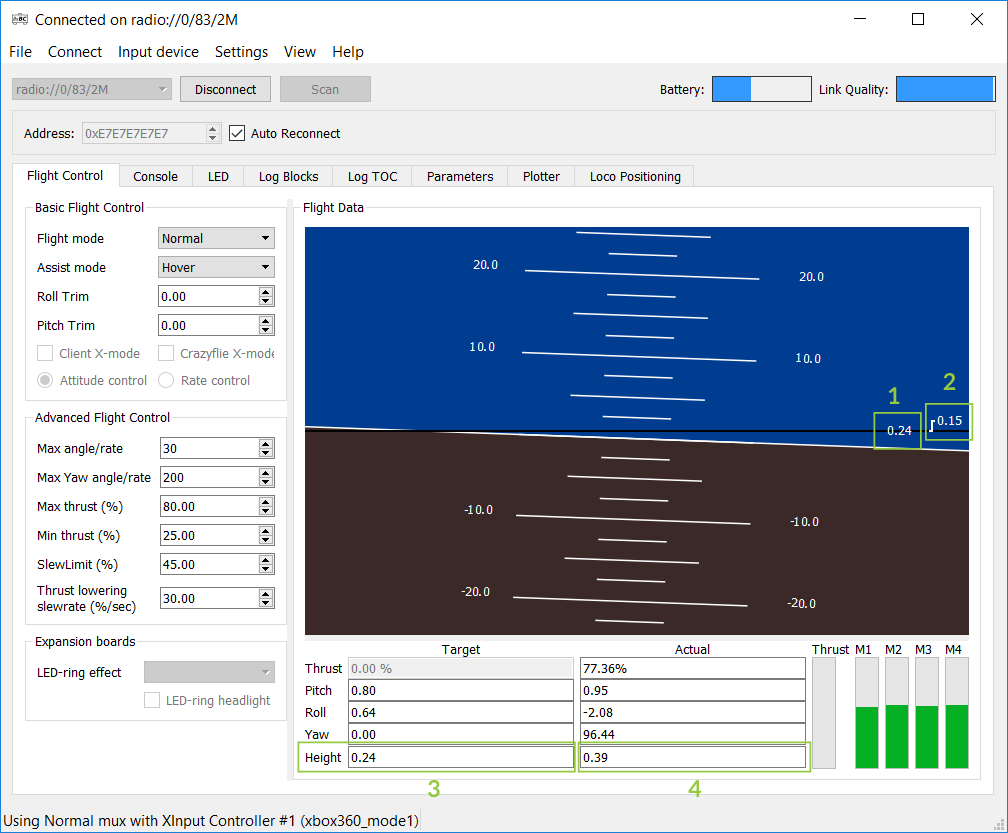 Connected on radio://0/83/2M
File Connect Input device Settings View Help
radio://0/83/2M Disconnect Scan Battery: Link Quality:
Address: 0xE7E7E7E7E7 Auto Reconnect
Flight Control Console LED Log Blocks Log TOC Parameters Plotter Loco Positioning
Basic Flight Control
Flight mode Normal
Assist mode Hover
Roll Trim 0.00
Pitch Trim 0.00
Client X-mode Crazyflie X-mode
Attitude control Rate control
Advanced Flight Control
Max angle/rate 30
Max Yaw angle/rate 200
Max thrust (%) 80.00
Min thrust (%) 25.00
SlewLimit (%) 45.00
Thrust lowering
slewrate (%/sec) 30.00
Expansion boards
LED-ring effect
LED-ring headlight
Flight Data
20.0 20.0
10.0 10.0
1 2
0.24 0.15
-10.0 -10.0
-20.0 -20.0
Target Actual Thrust M1 M2 M3 M4
Thrust 0.00 % 77.36%
Pitch 0.80 0.95
Roll 0.64 -2.08
Yaw 0.00 96.44
Height 0.24 0.39
3 4
Using Normal mux with XInput Controller #1 (xbox360_mode1)